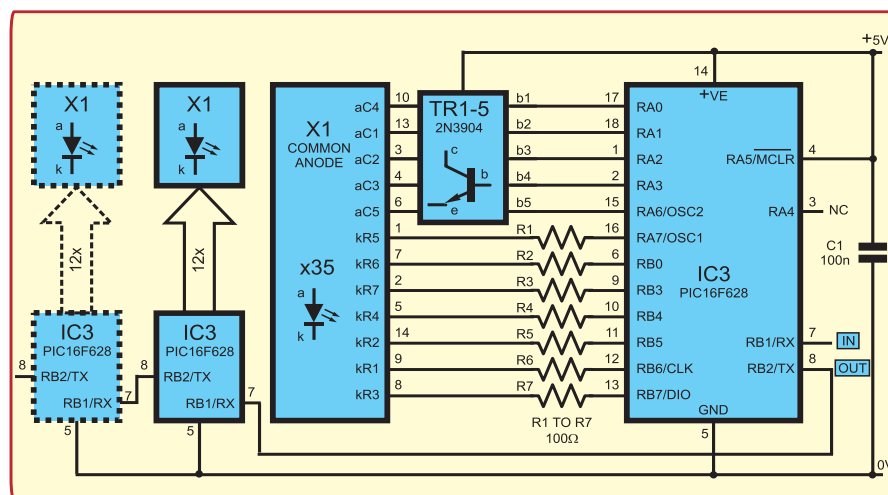 +5V
14
+VE
X1
a
k
X1
a
k
12x
12x
IC3
PIC16F628
8
RB2/TX
RB1/RX
7
5
IC3
PIC16F628
8
RB2/TX
RB1/RX
7
5
X1
COMMON
ANODE
x35
a
k
aC4 10
aC1 13
aC2 3
aC3 4
aC5 6
kR5 1
kR6 7
kR7 2
kR4 5
kR2 14
kR1 9
kR3 8
TR1-5
2N3904
c
b
e
b1
b2
b3
b4
b5
R1
R2
R3
R4
R5
R6
R7
R1 TO R7
100Ω
17 RA0
18 RA1
1 RA2
2 RA3
15 RA6/OSC2
16 RA7/OSC1
6 RB0
9 RB3
10 RB4
11 RB5
12 RB6/CLK
13 RB7/DIO
IC3
PIC16F628
RA5/MCLR 4
RA4 3 NC
RB1/RX 7 IN
RB2/TX 8 OUT
GND
5
C1
100n
0V